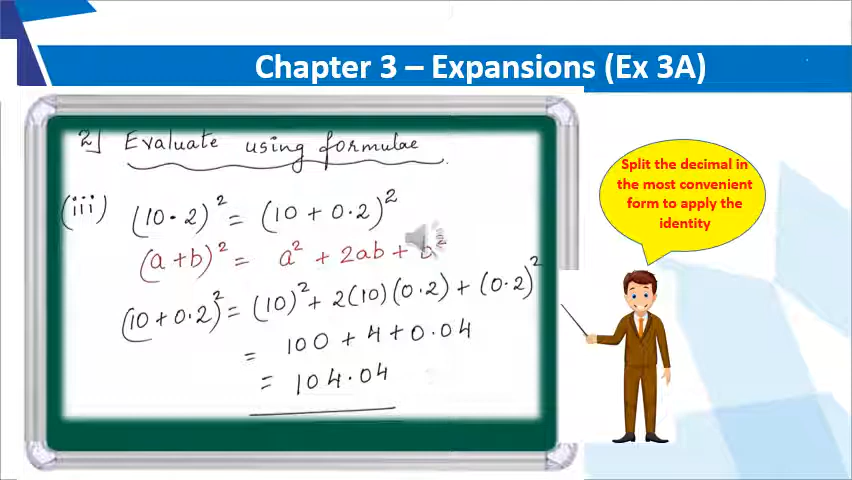 Chapter 3 – Expansions (Ex 3A)
2] Evaluate using formulae.
(iii) (10.2)² = (10 + 0.2)²
(a+b)² = a² + 2ab + b²
(10 + 0.2)² = (10)² + 2(10)(0.2) + (0.2)²
= 100 + 4 + 0.04
= 104.04
Split the decimal in
the most convenient
form to apply the
identity